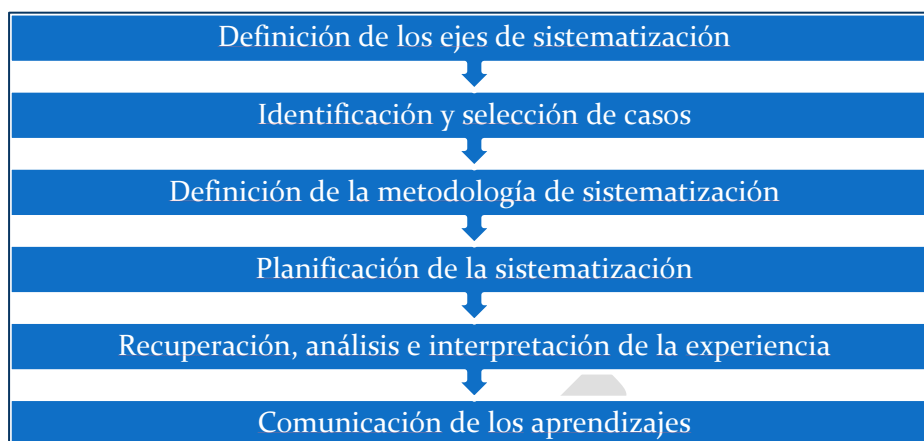 Definición de los ejes de sistematización
Identificación y selección de casos
Definición de la metodología de sistematización
Planificación de la sistematización
Recuperación, análisis e interpretación de la experiencia
Comunicación de los aprendizajes